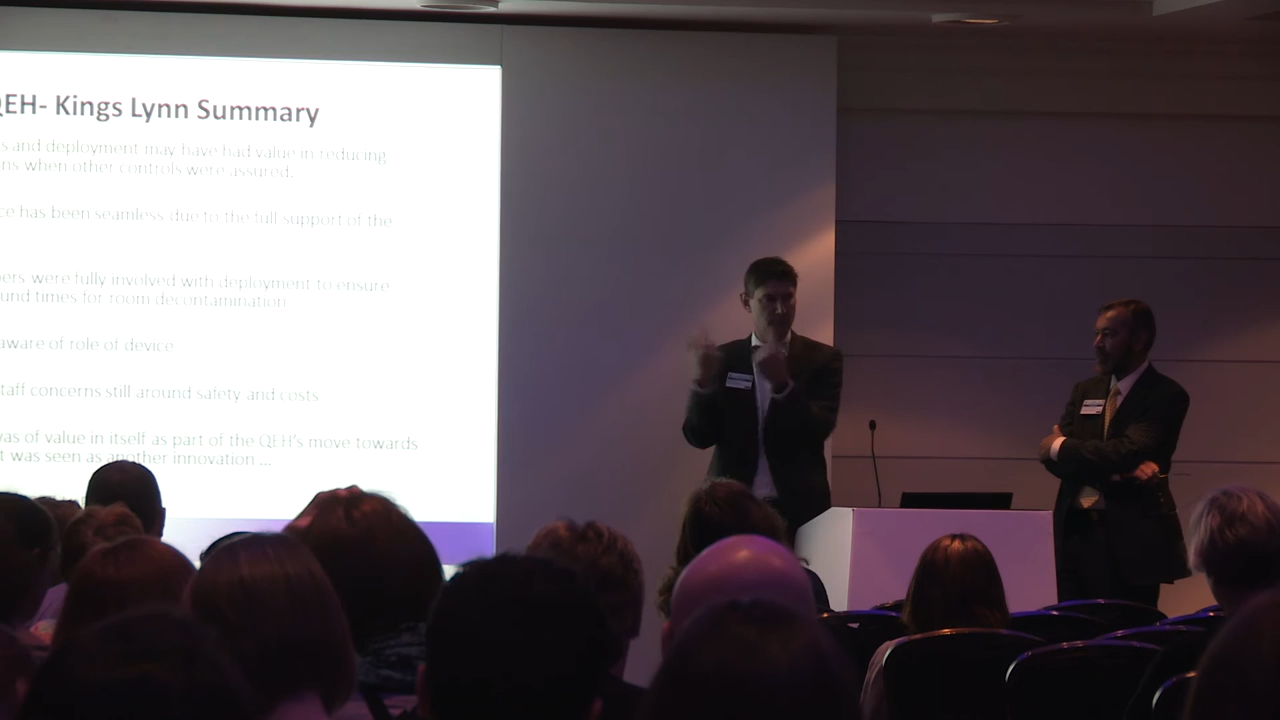 QEH- Kings Lynn Summary
s and deployment may have had value in reducing
ns when other controls were assured.
ce has been seamless due to the full support of the
ers were fully involved with deployment to ensure
und times for room decontamination
aware of role of device
taff concerns still around safety and costs
was of value in itself as part of the QEH's move towards
t was seen as another innovation ...